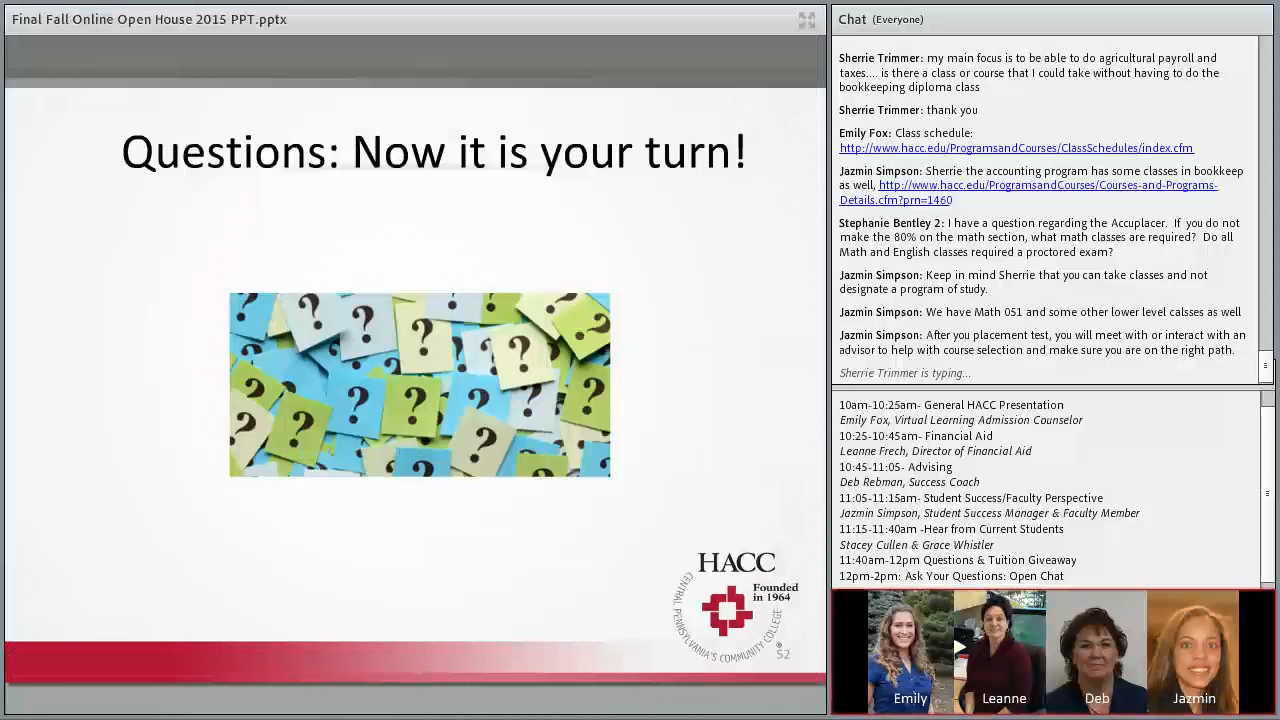 Final Fall Online Open House 2015 PPT.pptx
Questions: Now it is your turn!
? ? ? ? ? ? ? ? ? ? ? ? ? ? ? ? ? ? ? ?
HACC
Founded
in 1964
CENTRAL PENNSYLVANIA'S COMMUNITY COLLEGE
52
Chat (Everyone)
Sherrie Trimmer: my main focus is to be able to do agricultural payroll and
taxes.... is there a class or course that I could take without having to do the
bookkeeping diploma class
Sherrie Trimmer: thank you
Emily Fox: Class schedule:
http://www.hacc.edu/ProgramsandCourses/ClassSchedules/index.cfm
Jazmin Simpson: Sherrie the accounting program has some classes in bookkeep
as well, http://www.hacc.edu/ProgramsandCourses/Courses-and-Programs-
Details.cfm?prn=1460
Stephanie Bentley 2: I have a question regarding the Accuplacer. If you do not
make the 80% on the math section, what math classes are required? Do all
Math and English classes required a proctored exam?
Jazmin Simpson: Keep in mind Sherrie that you can take classes and not
designate a program of study.
Jazmin Simpson: We have Math 051 and some other lower level calsses as well
Jazmin Simpson: After you placement test, you will meet with or interact with an
advisor to help with course selection and make sure you are on the right path.
Sherrie Trimmer is typing...
10am-10:25am- General HACC Presentation
Emily Fox, Virtual Learning Admission Counselor
10:25-10:45am- Financial Aid
Leanne Frech, Director of Financial Aid
10:45-11:05- Advising
Deb Rebman, Success Coach
11:05-11:15am- Student Success/Faculty Perspective
Jazmin Simpson, Student Success Manager & Faculty Member
11:15-11:40am -Hear from Current Students
Stacey Cullen & Grace Whistler
11:40am-12pm Questions & Tuition Giveaway
12pm-2pm: Ask Your Questions: Open Chat
Emily Leanne Deb Jazmin